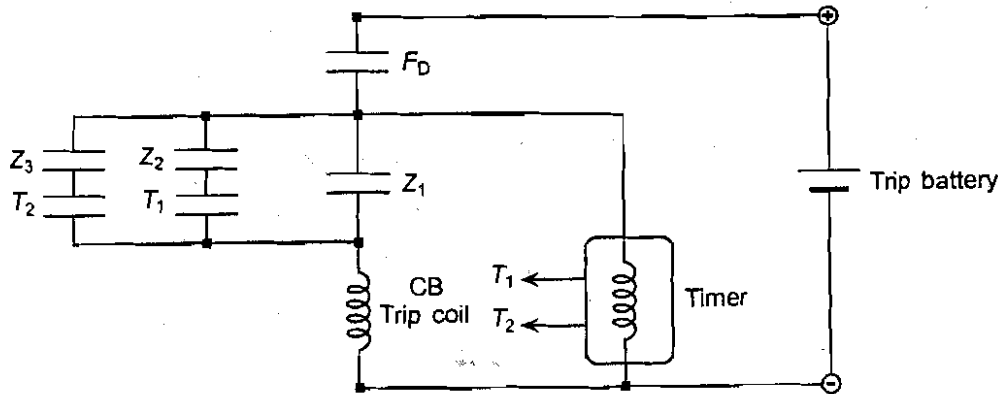 +
F_D
Z_3
Z_2
Z_1
T_2
T_1
Trip battery
CB
Trip coil
T_1
T_2
Timer
−